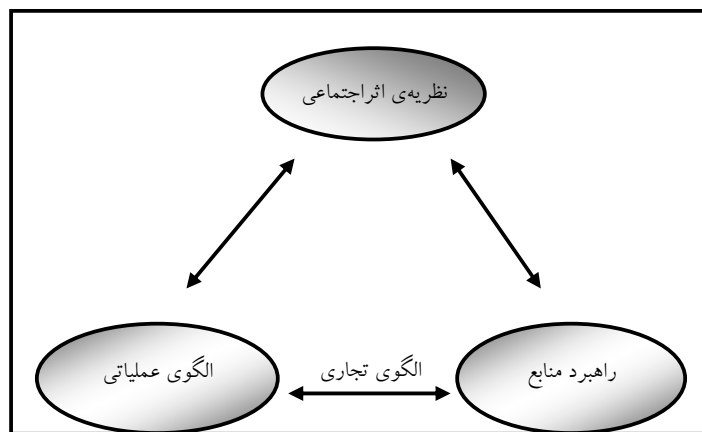 نظریه‌ی اثراجتماعی
راهبرد منابع
الگوی تجاری
الگوی عملیاتی